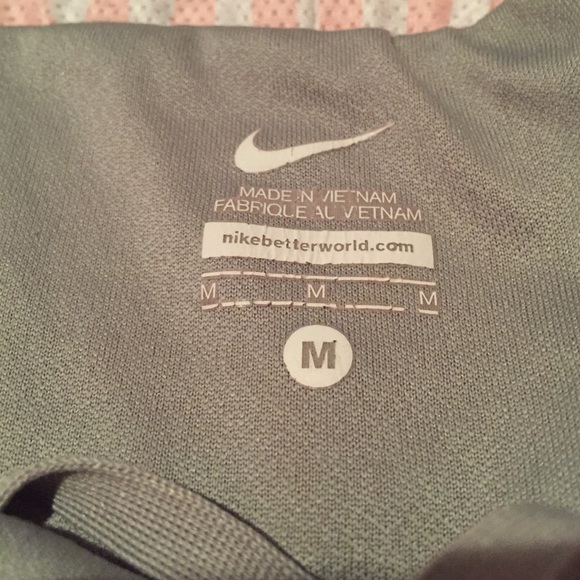 MADE IN VIETNAM
FABRIQUE AU VIETNAM
nikebetterworld.com
M M M
M